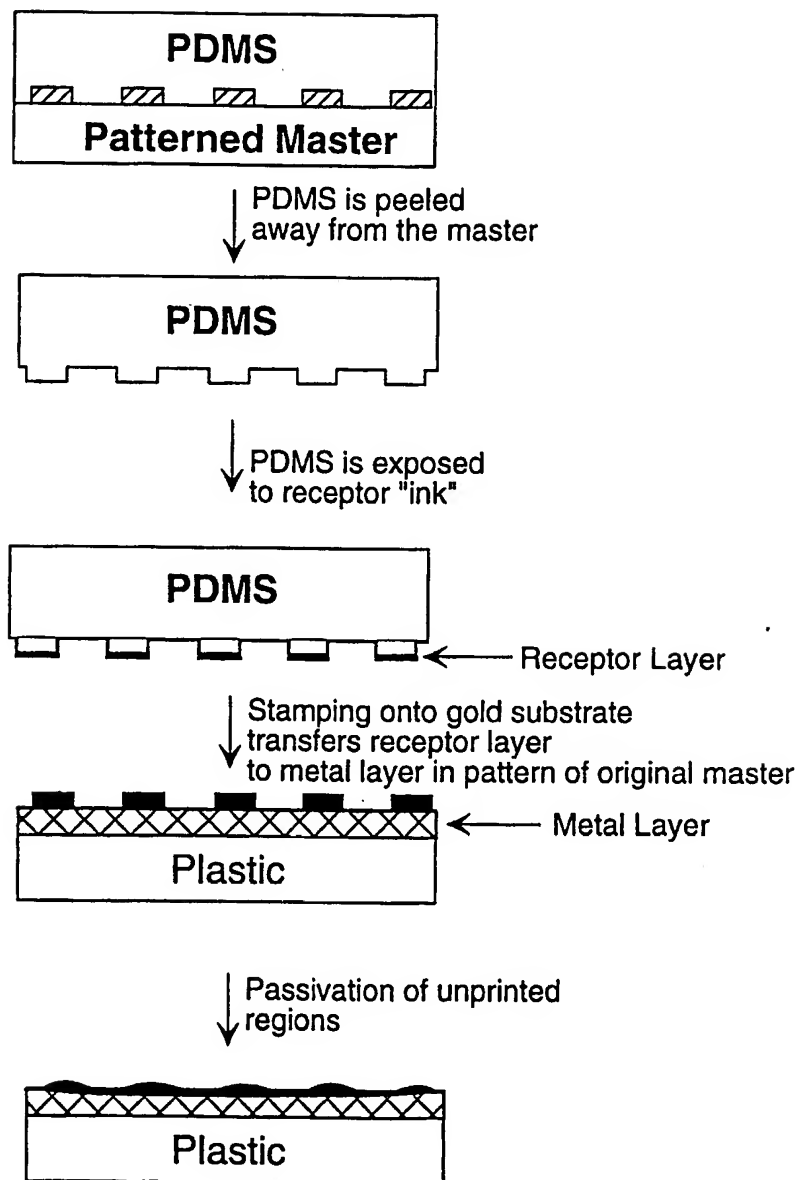 PDMS
Patterned Master
PDMS is peeled
away from the master
PDMS
PDMS is exposed
to receptor "ink"
PDMS
Receptor Layer
Stamping onto gold substrate
transfers receptor layer
to metal layer in pattern of original master
Metal Layer
Plastic
Passivation of unprinted
regions
Plastic